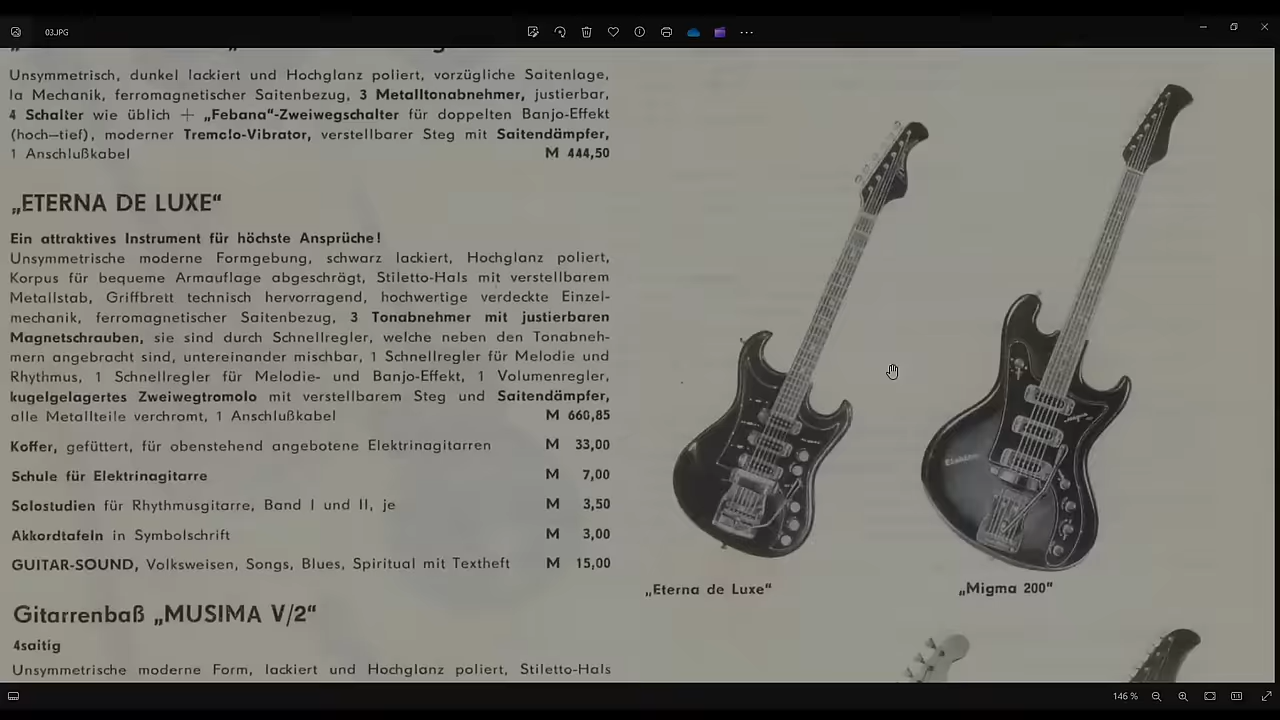 03.JPG
Unsymmetrisch, dunkel lackiert und Hochglanz poliert, vorzügliche Saitenlage,
la Mechanik, ferromagnetischer Saitenbezug, 3 Metalltonabnehmer, justierbar,
4 Schalter wie üblich + „Febana“-Zweiwegschalter für doppelten Banjo-Effekt
(hoch—tief), moderner Tremolo-Vibrator, verstellbarer Steg mit Saitendämpfer,
1 Anschlußkabel M 444,50
„ETERNA DE LUXE“
Ein attraktives Instrument für höchste Ansprüche!
Unsymmetrische moderne Formgebung, schwarz lackiert, Hochglanz poliert,
Korpus für bequeme Armauflage abgeschrägt, Stiletto-Hals mit verstellbarem
Metallstab, Griffbrett technisch hervorragend, hochwertige verdeckte Einzel-
mechanik, ferromagnetischer Saitenbezug, 3 Tonabnehmer mit justierbaren
Magnetschrauben, sie sind durch Schnellregler, welche neben den Tonabneh-
mern angebracht sind, untereinander mischbar, 1 Schnellregler für Melodie und
Rhythmus, 1 Schnellregler für Melodie- und Banjo-Effekt, 1 Volumenregler,
kugelgelagertes Zweiwegtromolo mit verstellbarem Steg und Saitendämpfer,
alle Metallteile verchromt, 1 Anschlußkabel M 660,85
Koffer, gefüttert, für obenstehend angebotene Elektrinagitarren M 33,00
Schule für Elektrinagitarre M 7,00
Solostudien für Rhythmusgitarre, Band I und II, je M 3,50
Akkordtafeln in Symbolschrift M 3,00
GUITAR-SOUND, Volksweisen, Songs, Blues, Spiritual mit Textheft M 15,00
„Eterna de Luxe“
„Migma 200“
Gitarrenbaß „MUSIMA V/2“
4saitig
Unsymmetrische moderne Form, lackiert und Hochglanz poliert, Stiletto-Hals
146 %